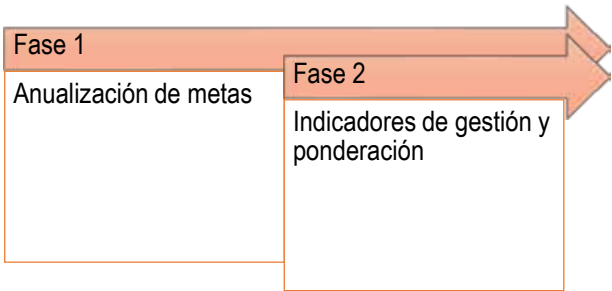 Fase 1
Anualización de metas
Fase 2
Indicadores de gestión y
ponderación